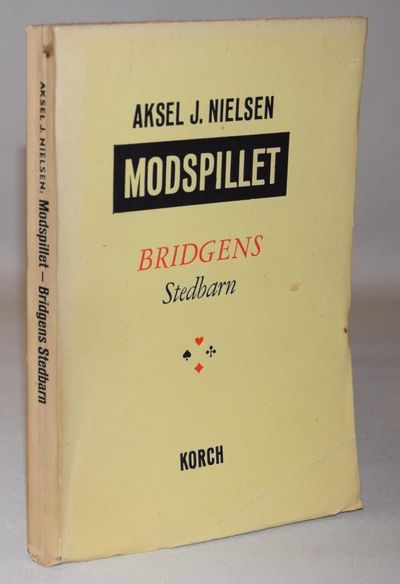 AKSEL J. NIELSEN: Modspillet – Bridgens Stedbarn
AKSEL J. NIELSEN
MODSPILLET
BRIDGENS
Stedbarn
KORCH